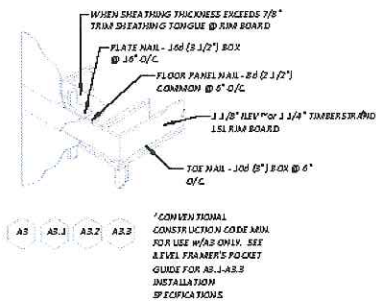 WHEN SHEATHING THICKNESS EXCEEDS 7/8"
TRIM SHEATHING TONGUE @ RIM BOARD
PLATE NAIL - 16d (3 1/2") BOX
@ 16" O/C
FLOOR PANEL NAIL - 8d (2 1/2")
COMMON @ 6" O/C
1 1/8" ILEV™ or 1 1/4" TIMBERSTRAND
LSL RIM BOARD
TOE NAIL - 10d (3") BOX @ 6"
O/C
A3 A3.1 A3.2 A3.3
CONVENTIONAL
CONSTRUCTION CODE MIN.
FOR USE W/A3 ONLY. SEE
ILEVEL FRAMER'S POCKET
GUIDE FOR A3.1-A3.3
INSTALLATION
SPECIFICATIONS